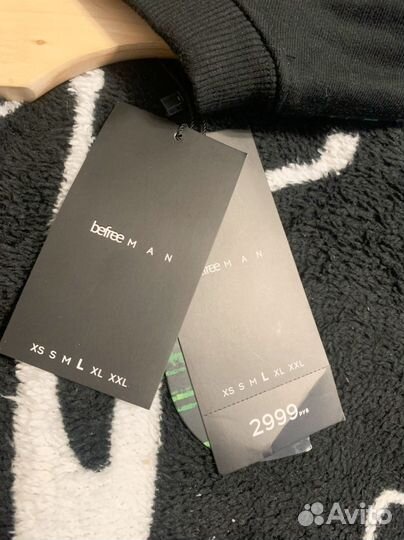 befree MAN
XS S M L XL XXL
befree MAN
XS S M L XL XXL
2999 РУБ
Avito